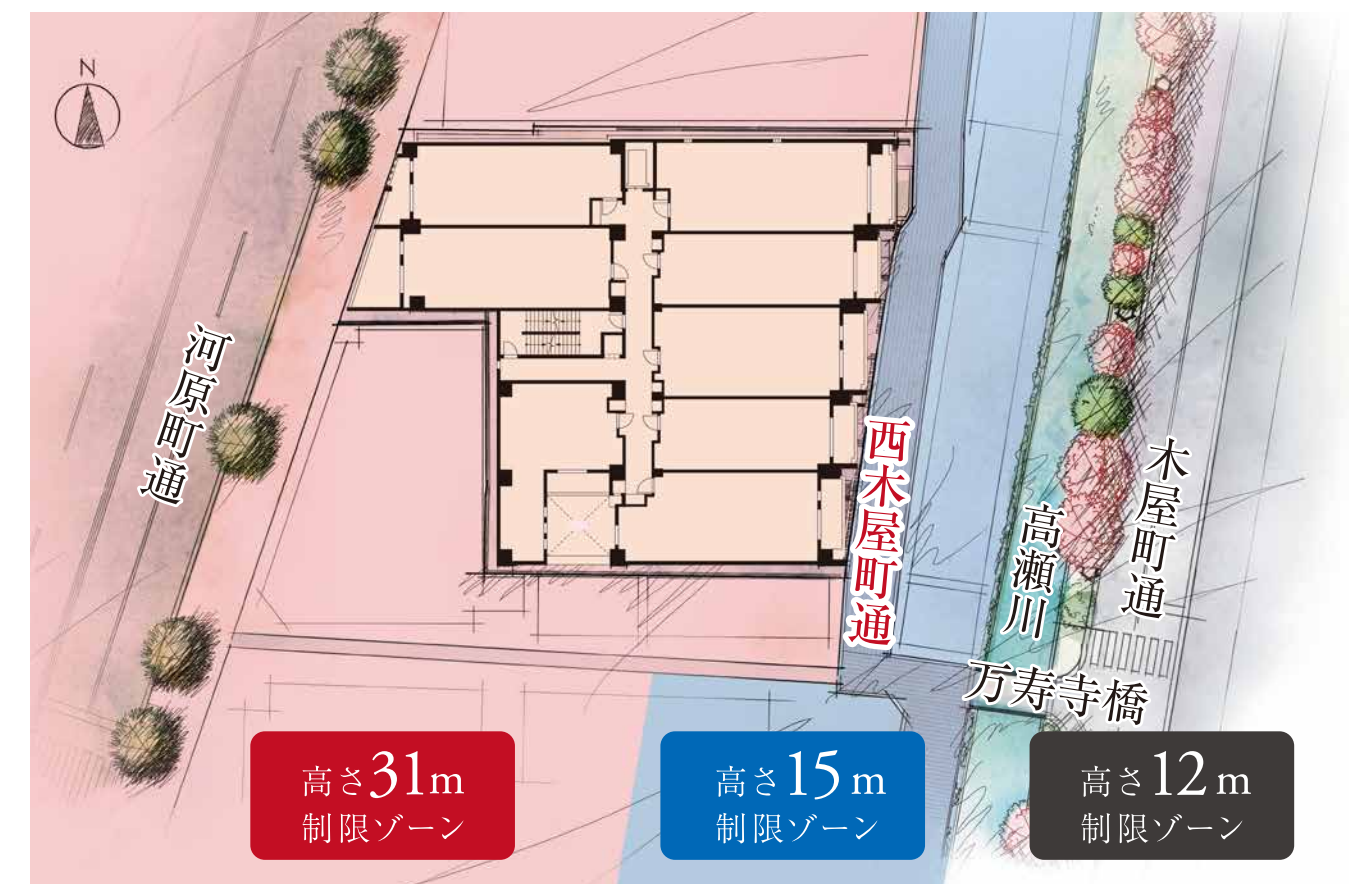 N
河原町通
西木屋町通
高瀬川
木屋町通
万寿寺橋
高さ31m
制限ゾーン
高さ15m
制限ゾーン
高さ12m
制限ゾーン